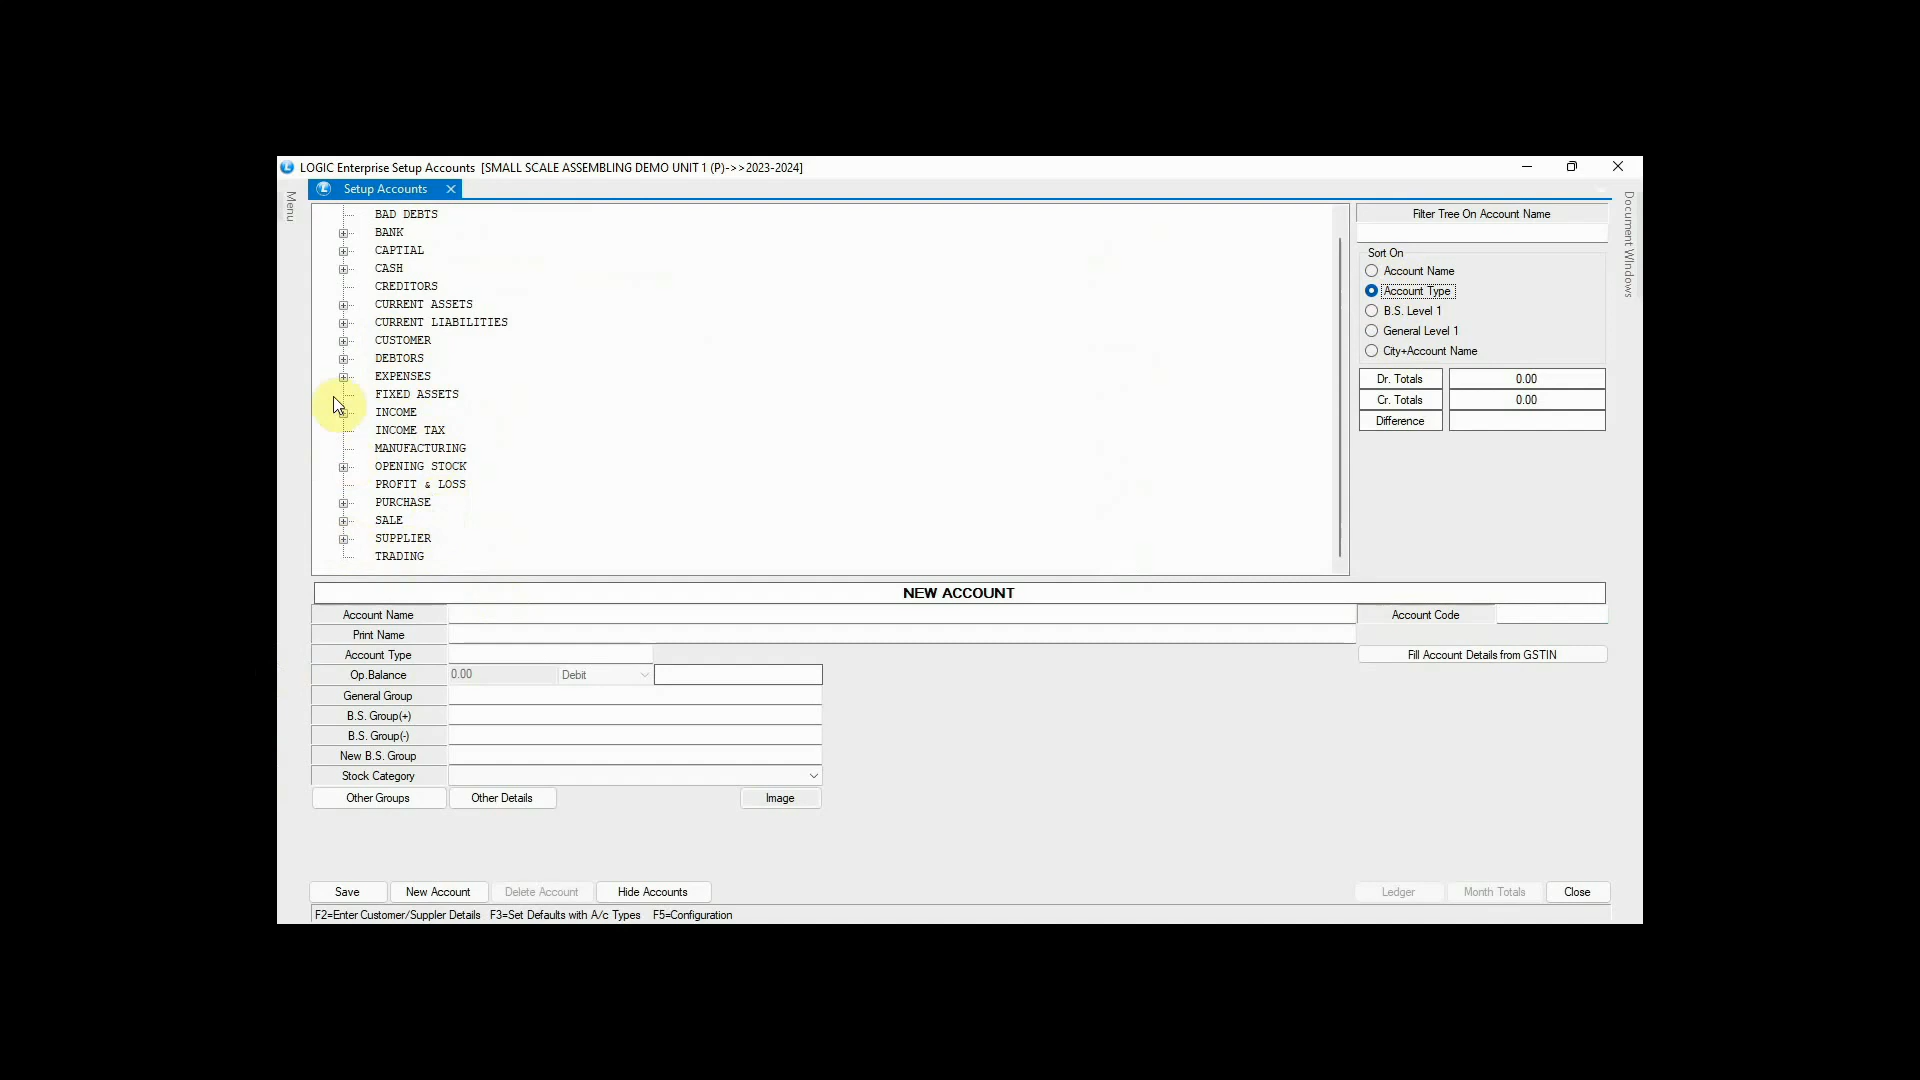 LOGIC Enterprise Setup Accounts [SMALL SCALE ASSEMBLING DEMO UNIT 1 (P)->>2023-2024]
Menu
Setup Accounts
Document Windows
BAD DEBTS
BANK
CAPTIAL
CASH
CREDITORS
CURRENT ASSETS
CURRENT LIABILITIES
CUSTOMER
DEBTORS
EXPENSES
FIXED ASSETS
INCOME
INCOME TAX
MANUFACTURING
OPENING STOCK
PROFIT & LOSS
PURCHASE
SALE
SUPPLIER
TRADING
Filter Tree On Account Name
Sort On
Account Name
Account Type
B.S. Level 1
General Level 1
City+Account Name
Dr. Totals 0.00
Cr. Totals 0.00
Difference
NEW ACCOUNT
Account Name
Account Code
Print Name
Account Type
Fill Account Details from GSTIN
Op.Balance 0.00 Debit
General Group
B.S. Group(+)
B.S. Group(-)
New B.S. Group
Stock Category
Other Groups Other Details Image
Save New Account Delete Account Hide Accounts Ledger Month Totals Close
F2=Enter Customer/Suppler Details F3=Set Defaults with A/c Types F5=Configuration